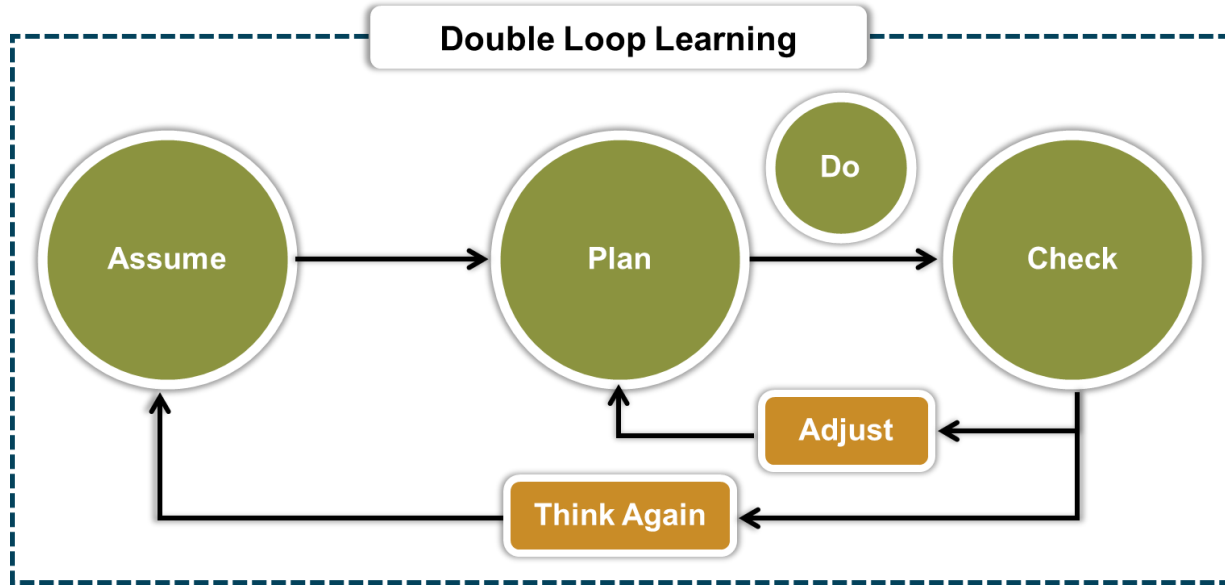 Double Loop Learning
Do
Assume
Plan
Check
Adjust
Think Again